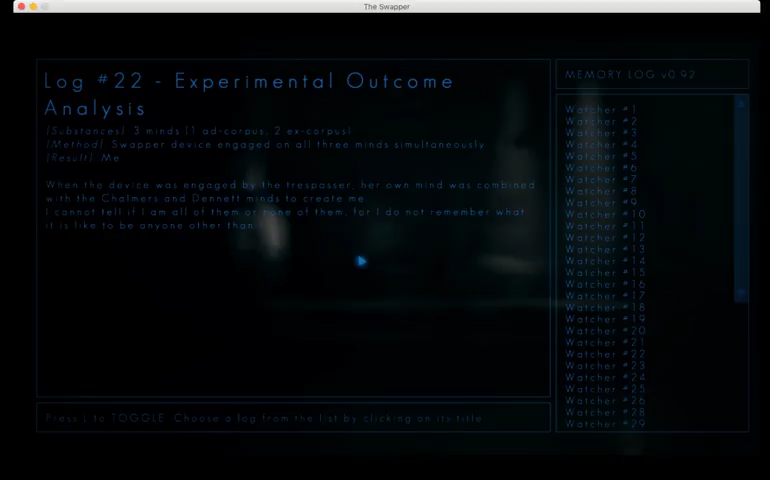 The Swapper
Log #22 - Experimental Outcome
Analysis
[Substances] 3 minds (1 ad-corpus, 2 ex-corpus)
[Method] Swapper device engaged on all three minds simultaneously
[Result] Me
When the device was engaged by the trespasser, her own mind was combined
with the Chalmers and Dennett minds to create me
I cannot tell if I am all of them or none of them, for I do not remember what
it is like to be anyone other than
Press L to TOGGLE. Choose a log from the list by clicking on its title
MEMORY LOG v0.92
Watcher #1
Watcher #2
Watcher #3
Watcher #4
Watcher #5
Watcher #6
Watcher #7
Watcher #8
Watcher #9
Watcher #10
Watcher #11
Watcher #12
Watcher #13
Watcher #14
Watcher #15
Watcher #16
Watcher #17
Watcher #18
Watcher #19
Watcher #20
Watcher #21
Watcher #22
Watcher #23
Watcher #24
Watcher #25
Watcher #26
Watcher #28
Watcher #29